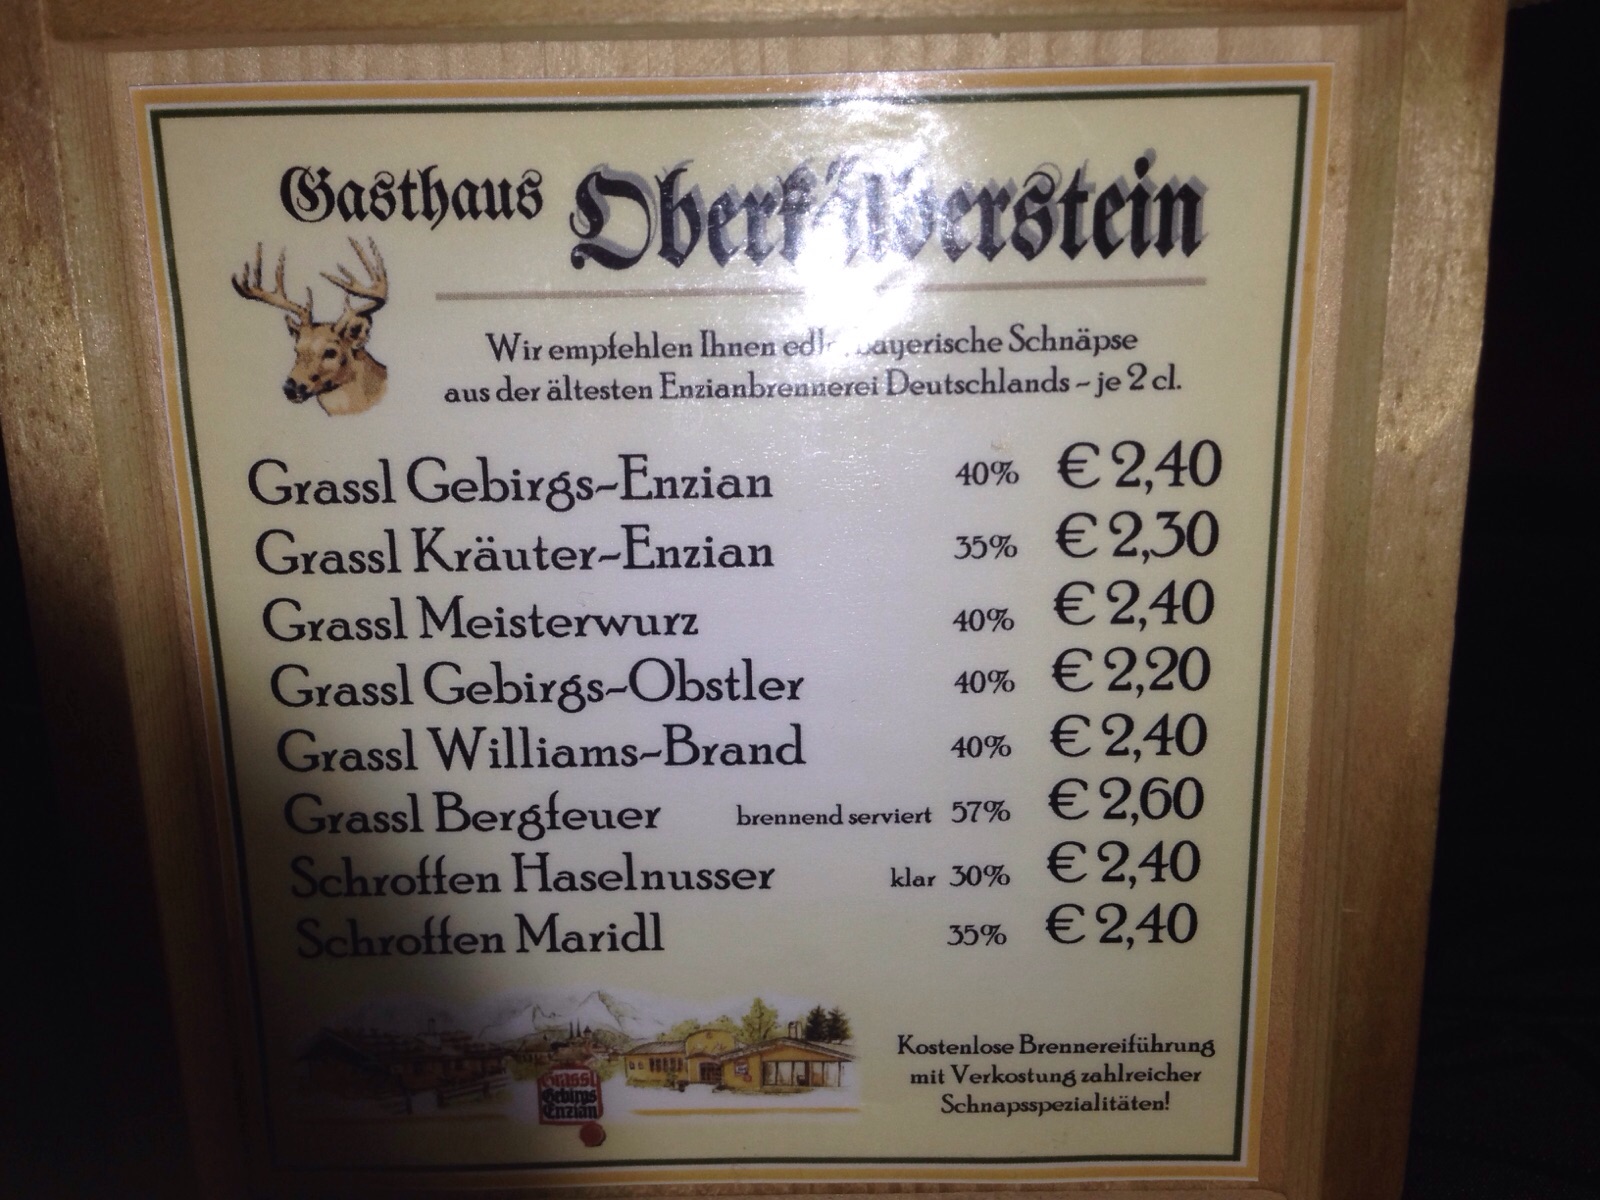 Gasthaus Oberkälberstein
Wir empfehlen Ihnen edle bayerische Schnäpse
aus der ältesten Enzianbrennerei Deutschlands - je 2 cl.
Grassl Gebirgs-Enzian 40% € 2,40
Grassl Kräuter-Enzian 35% € 2,30
Grassl Meisterwurz 40% € 2,40
Grassl Gebirgs-Obstler 40% € 2,20
Grassl Williams-Brand 40% € 2,40
Grassl Bergfeuer brennend serviert 57% € 2,60
Schroffen Haselnusser klar 30% € 2,40
Schroffen Maridl 35% € 2,40
Grassl
Gebirgs
Enzian
Kostenlose Brennereiführung
mit Verkostung zahlreicher
Schnapsspezialitäten!